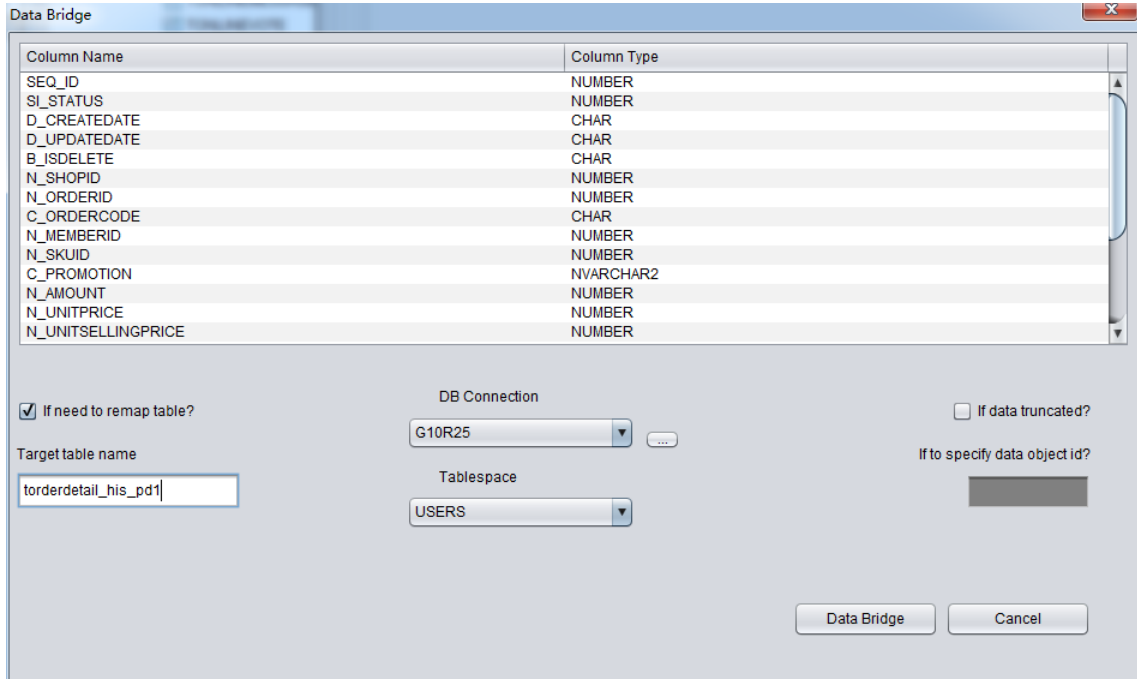 Data Bridge
Column Name Column Type
SEQ_ID NUMBER
SI_STATUS NUMBER
D_CREATEDATE CHAR
D_UPDATEDATE CHAR
B_ISDELETE CHAR
N_SHOPID NUMBER
N_ORDERID NUMBER
C_ORDERCODE CHAR
N_MEMBERID NUMBER
N_SKUID NUMBER
C_PROMOTION NVARCHAR2
N_AMOUNT NUMBER
N_UNITPRICE NUMBER
N_UNITSELLINGPRICE NUMBER
If need to remap table?
DB Connection
If data truncated?
G10R25 ...
Target table name
If to specify data object id?
torderdetail_his_pd1
Tablespace
USERS
Data Bridge Cancel